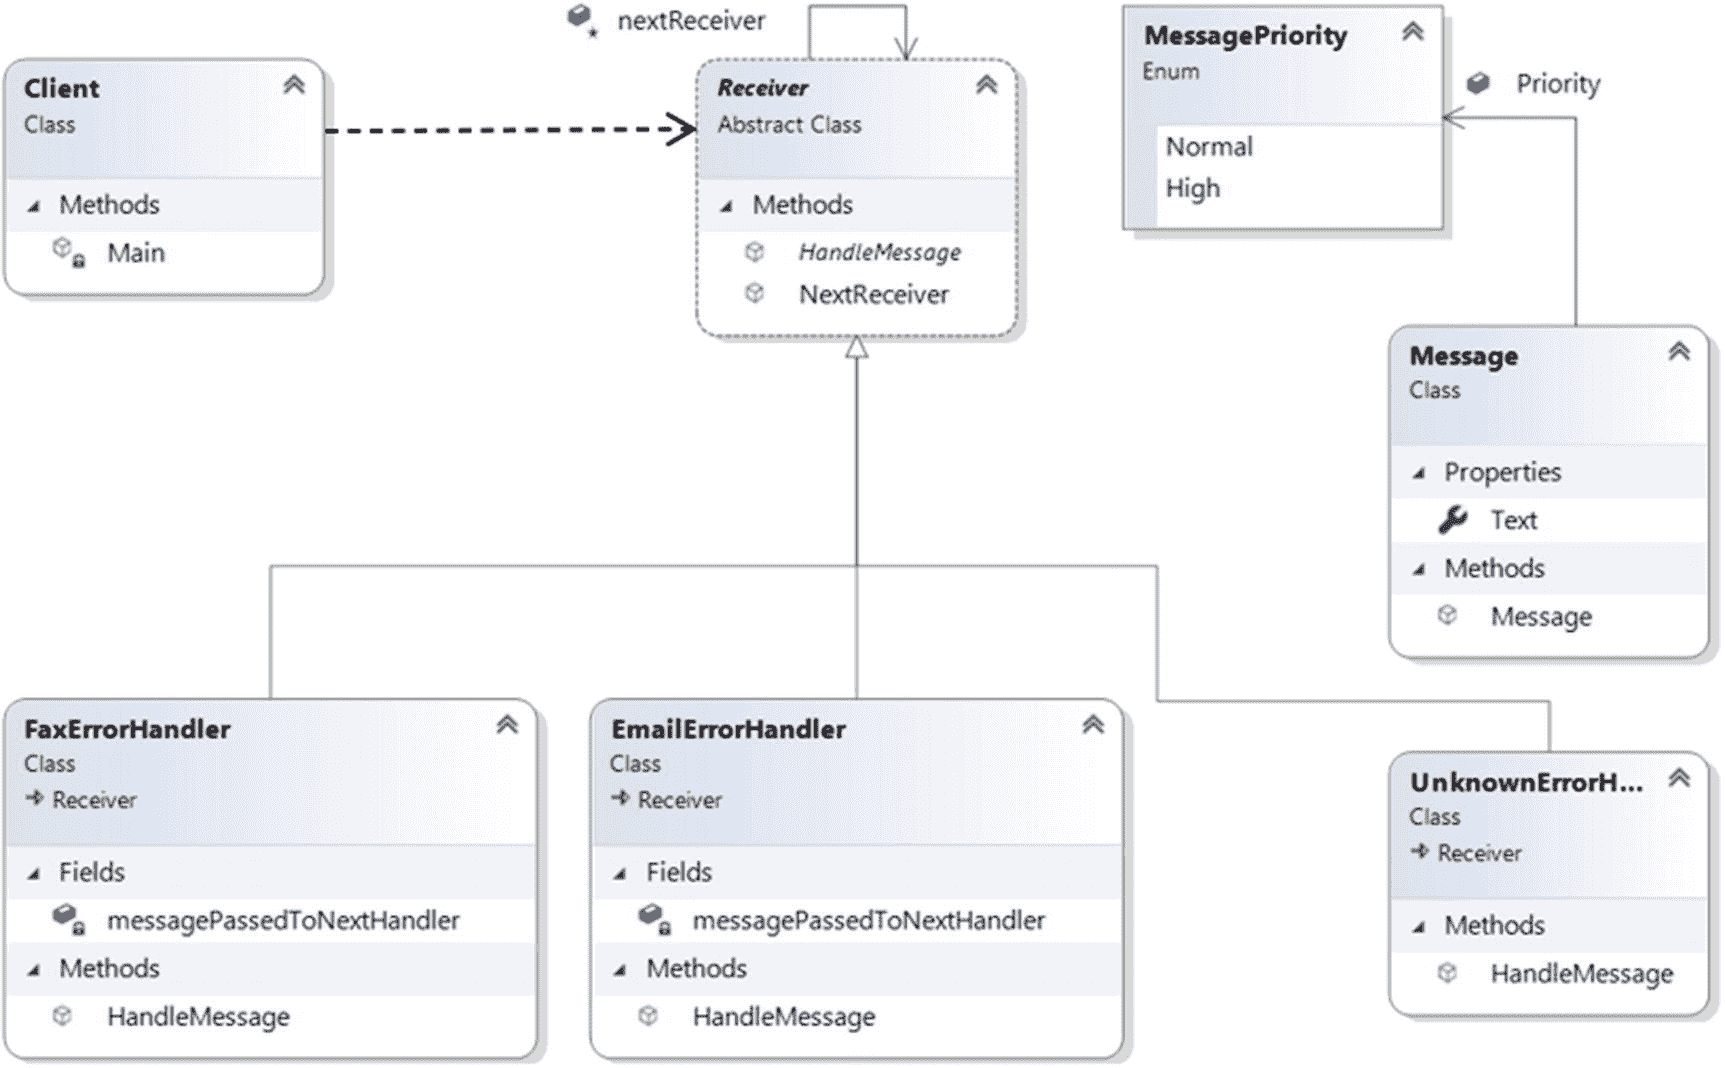 nextReceiver
Client
Class
Methods
Main
Receiver
Abstract Class
Methods
HandleMessage
NextReceiver
MessagePriority
Enum
Normal
High
Priority
Message
Class
Properties
Text
Methods
Message
FaxErrorHandler
Class
Receiver
Fields
messagePassedToNextHandler
Methods
HandleMessage
EmailErrorHandler
Class
Receiver
Fields
messagePassedToNextHandler
Methods
HandleMessage
UnknownErrorH...
Class
Receiver
Methods
HandleMessage